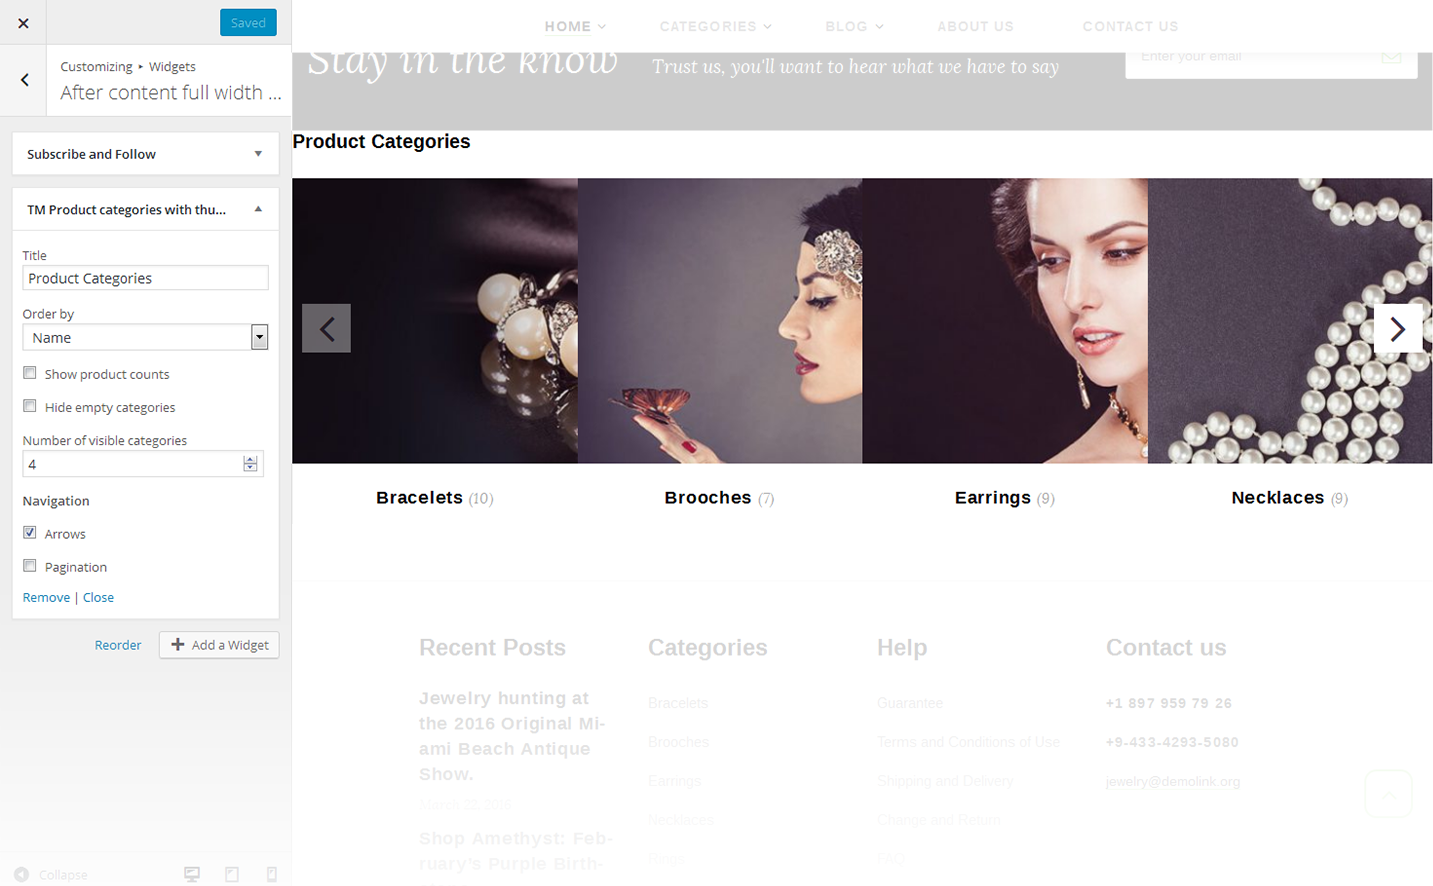 Saved
Customizing ▸ Widgets
After content full width ...
Subscribe and Follow
TM Product categories with thu...
Title
Product Categories
Order by
Name
Show product counts
Hide empty categories
Number of visible categories
4
Navigation
Arrows
Pagination
Remove | Close
Reorder
Add a Widget
Collapse
HOME
CATEGORIES
BLOG
ABOUT US
CONTACT US
Stay in the know
Trust us, you'll want to hear what we have to say
Enter your email
Product Categories
Bracelets (10)
Brooches (7)
Earrings (9)
Necklaces (9)
Recent Posts
Jewelry hunting at
the 2016 Original Mi-
ami Beach Antique
Show.
March 22, 2016
Shop Amethyst: Feb-
ruary's Purple Birth-
Categories
Bracelets
Brooches
Earrings
Necklaces
Rings
Help
Guarantee
Terms and Conditions of Use
Shipping and Delivery
Change and Return
FAQ
Contact us
+1 897 959 79 26
+9-433-4293-5080
jewelry@demolink.org